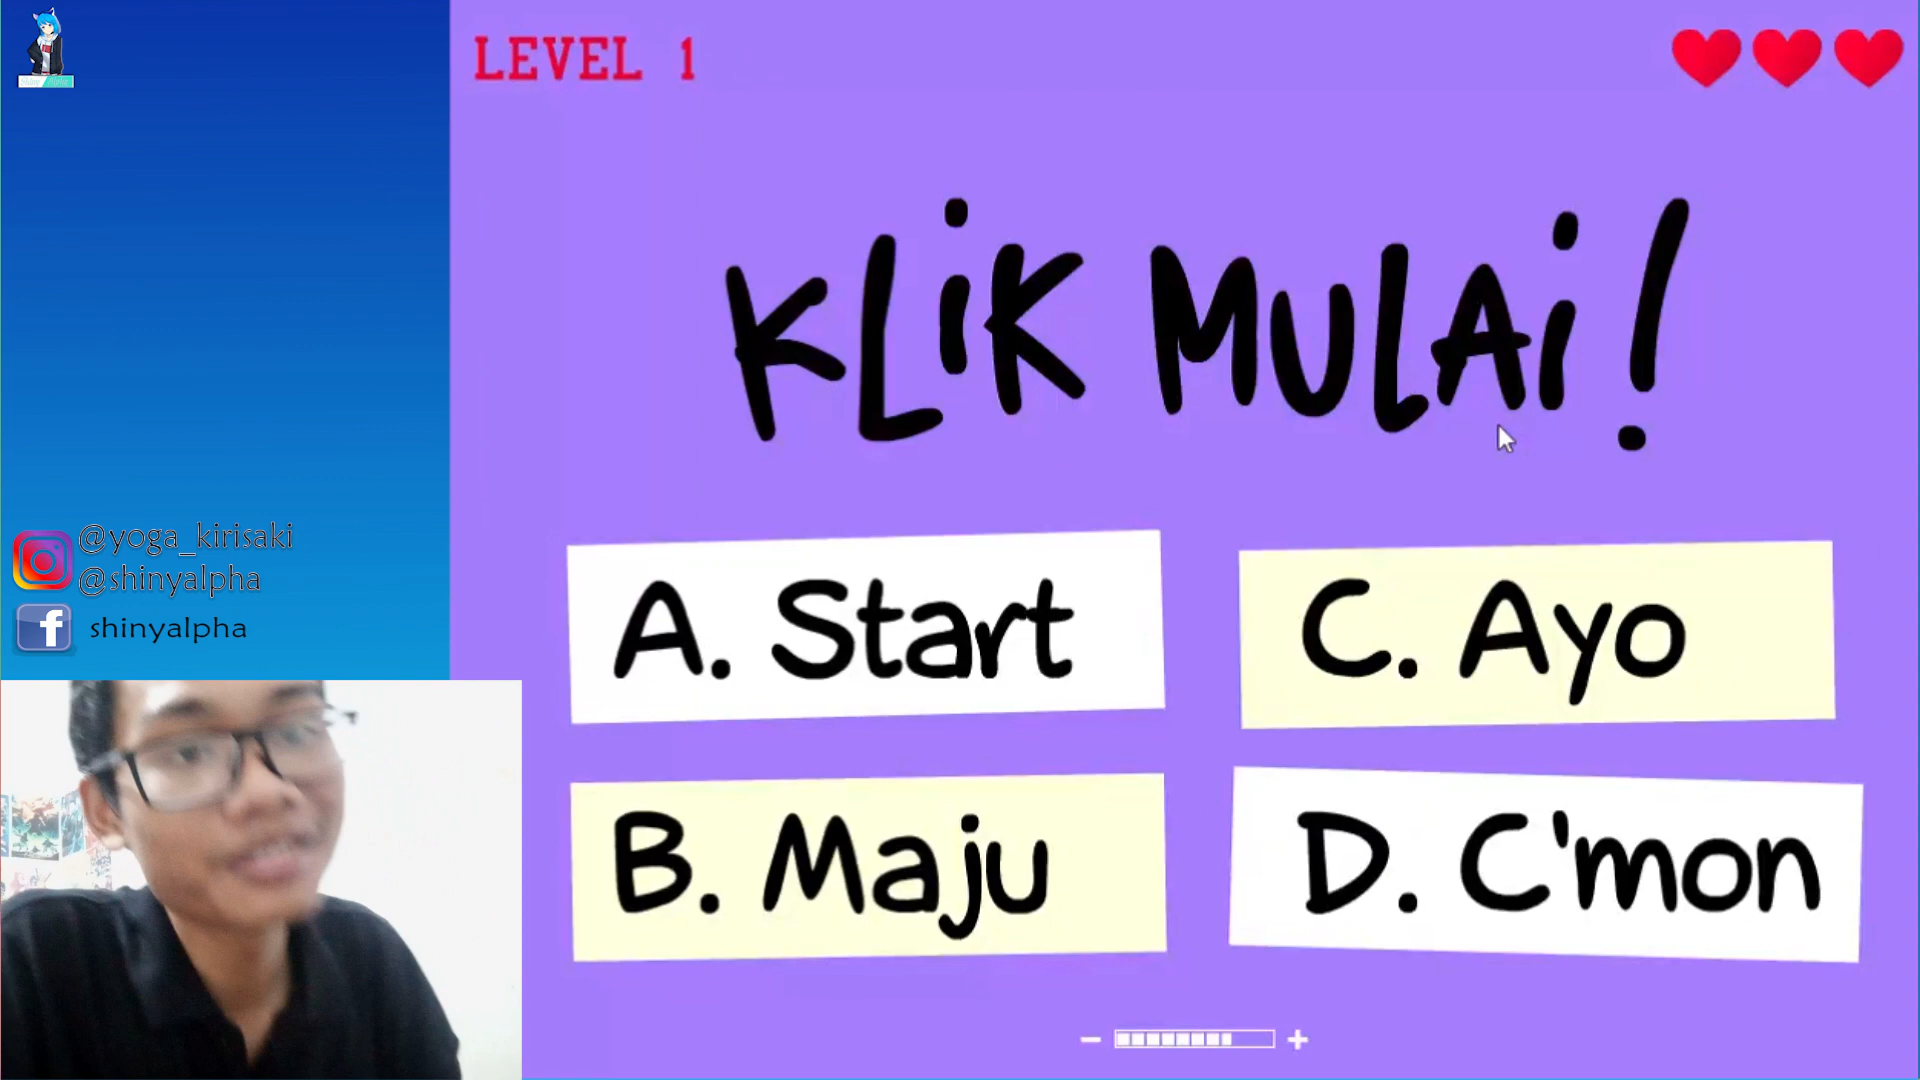 LEVEL 1
KLiK MULAi!
A. Start
C. Ayo
B. Maju
D. C'mon
@yoga_kirisaki
@shinyalpha
shinyalpha